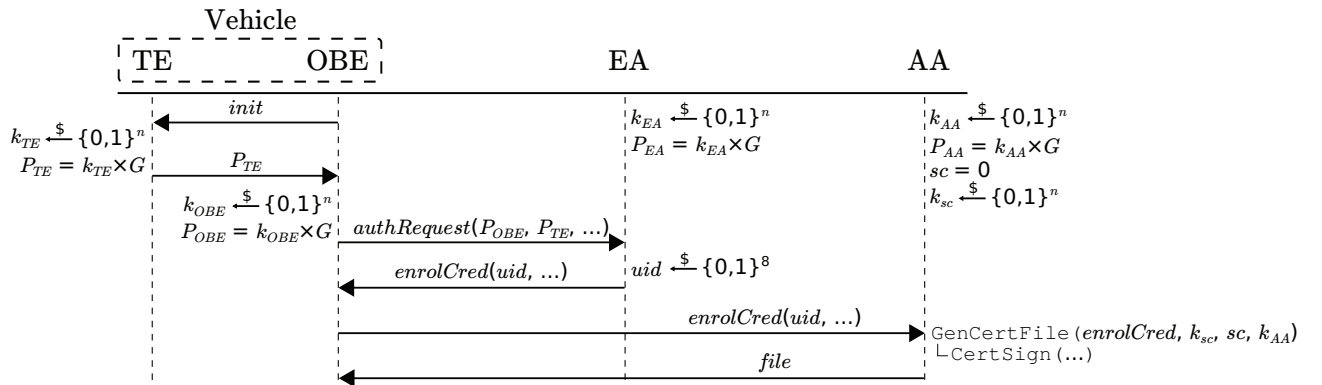 Vehicle
TE OBE EA AA
init
k_TE ←$ {0,1}^n
P_TE = k_TE×G
k_EA ←$ {0,1}^n
P_EA = k_EA×G
k_AA ←$ {0,1}^n
P_AA = k_AA×G
sc = 0
k_sc ←$ {0,1}^n
P_TE
k_OBE ←$ {0,1}^n
P_OBE = k_OBE×G
authRequest(P_OBE, P_TE, ...)
enrolCred(uid, ...)
uid ←$ {0,1}^8
enrolCred(uid, ...)
GenCertFile(enrolCred, k_sc, sc, k_AA)
└CertSign(...)
file